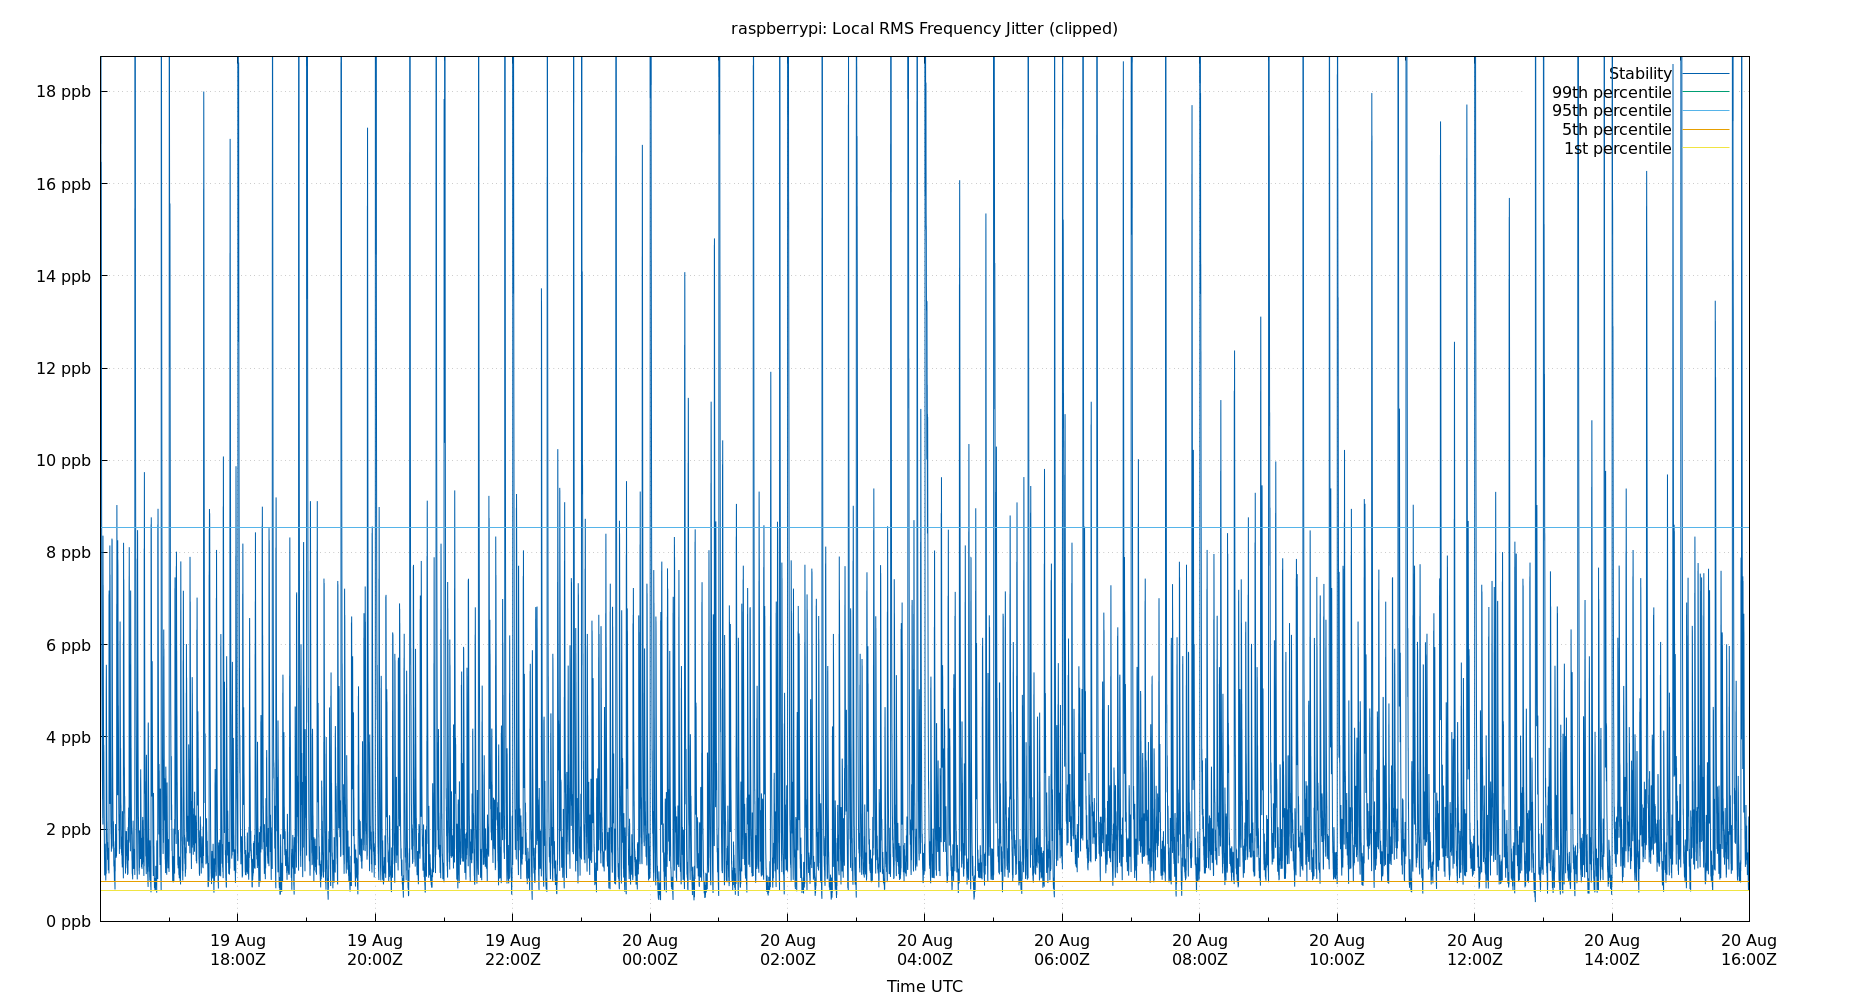 raspberrypi: Local RMS Frequency Jitter (clipped)
Stability
99th percentile
95th percentile
5th percentile
1st percentile
18 ppb
16 ppb
14 ppb
12 ppb
10 ppb
8 ppb
6 ppb
4 ppb
2 ppb
0 ppb
19 Aug 19 Aug 19 Aug 20 Aug 20 Aug 20 Aug 20 Aug 20 Aug 20 Aug 20 Aug 20 Aug 20 Aug
18:00Z 20:00Z 22:00Z 00:00Z 02:00Z 04:00Z 06:00Z 08:00Z 10:00Z 12:00Z 14:00Z 16:00Z
Time UTC